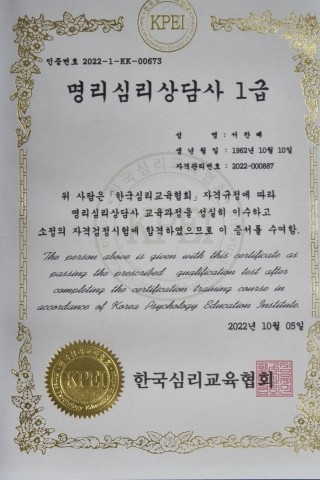 KPEI
인증번호 2022-1-KK-00673
명리심리상담사 1급
성 명 : 서 찬
생 년 월 일 : 1962년 10월 10일
자격관리번호 : 2022-000887
위 사람은 「한국심리교육협회」 자격규정에 따라
명리심리상담사 교육과정을 성실히 이수하고
소정의 자격검정시험에 합격하였으므로 이 증서를 수여함.
The person above is given with this certificate as
passing the prescribed qualification test after
completing the certification training course in
accordance of Korea Psychology Education Institute.
2022년 10월 05일
KPEI
한국심리교육협회